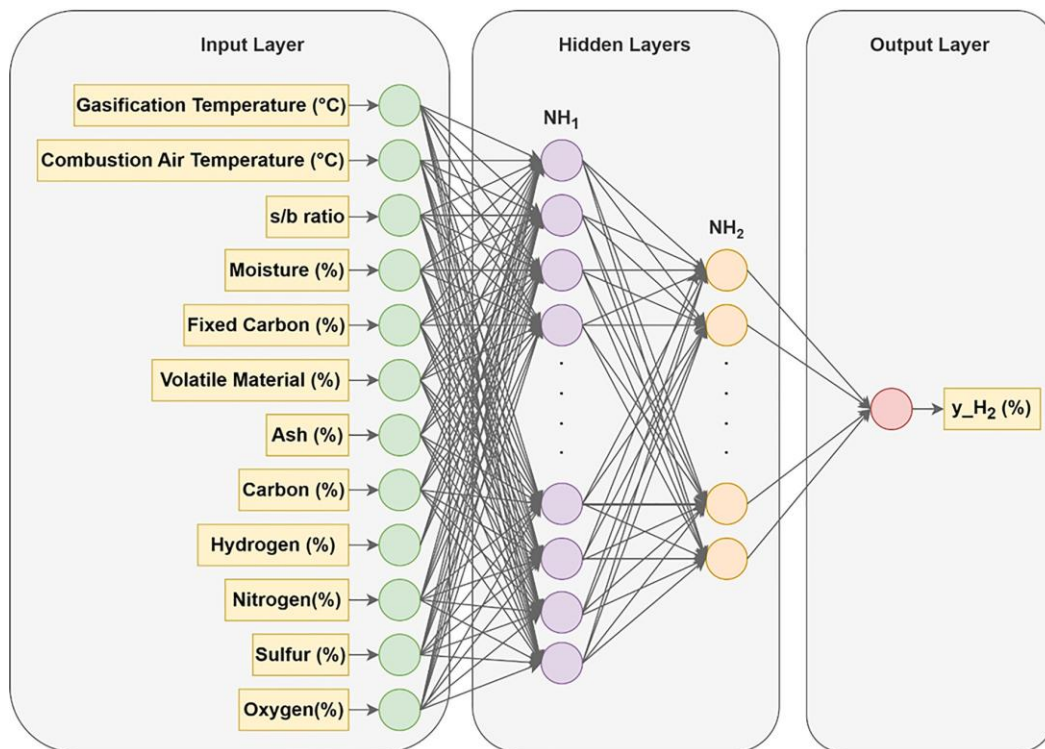 Input Layer
Hidden Layers
Output Layer
Gasification Temperature (°C)
Combustion Air Temperature (°C)
s/b ratio
Moisture (%)
Fixed Carbon (%)
Volatile Material (%)
Ash (%)
Carbon (%)
Hydrogen (%)
Nitrogen(%)
Sulfur (%)
Oxygen(%)
NH₁
NH₂
y_H₂ (%)